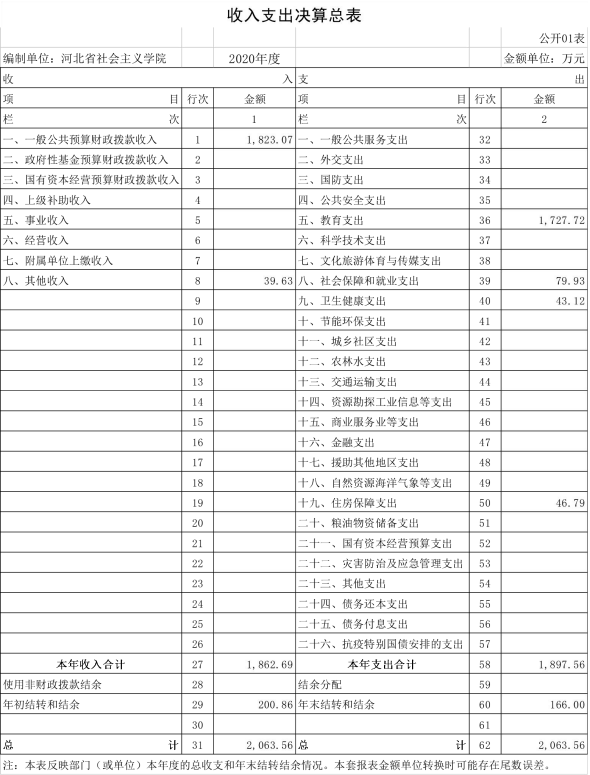 收入支出决算总表
公开01表
编制单位：河北省社会主义学院 2020年度 金额单位：万元
收 入 支 出
项 目 行次 金额 项 目 行次 金额
栏 次 1 栏 次 2
一、一般公共预算财政拨款收入 1 1,823.07 一、一般公共服务支出 32
二、政府性基金预算财政拨款收入 2 二、外交支出 33
三、国有资本经营预算财政拨款收入 3 三、国防支出 34
四、上级补助收入 4 四、公共安全支出 35
五、事业收入 5 五、教育支出 36 1,727.72
六、经营收入 6 六、科学技术支出 37
七、附属单位上缴收入 7 七、文化旅游体育与传媒支出 38
八、其他收入 8 39.63 八、社会保障和就业支出 39 79.93
9 九、卫生健康支出 40 43.12
10 十、节能环保支出 41
11 十一、城乡社区支出 42
12 十二、农林水支出 43
13 十三、交通运输支出 44
14 十四、资源勘探工业信息等支出 45
15 十五、商业服务业等支出 46
16 十六、金融支出 47
17 十七、援助其他地区支出 48
18 十八、自然资源海洋气象等支出 49
19 十九、住房保障支出 50 46.79
20 二十、粮油物资储备支出 51
21 二十一、国有资本经营预算支出 52
22 二十二、灾害防治及应急管理支出 53
23 二十三、其他支出 54
24 二十四、债务还本支出 55
25 二十五、债务付息支出 56
26 二十六、抗疫特别国债安排的支出 57
本年收入合计 27 1,862.69 本年支出合计 58 1,897.56
使用非财政拨款结余 28 结余分配 59
年初结转和结余 29 200.86 年末结转和结余 60 166.00
30 61
总 计 31 2,063.56 总 计 62 2,063.56
注：本表反映部门（或单位）本年度的总收支和年末结转结余情况。本套报表金额单位转换时可能存在尾数误差。